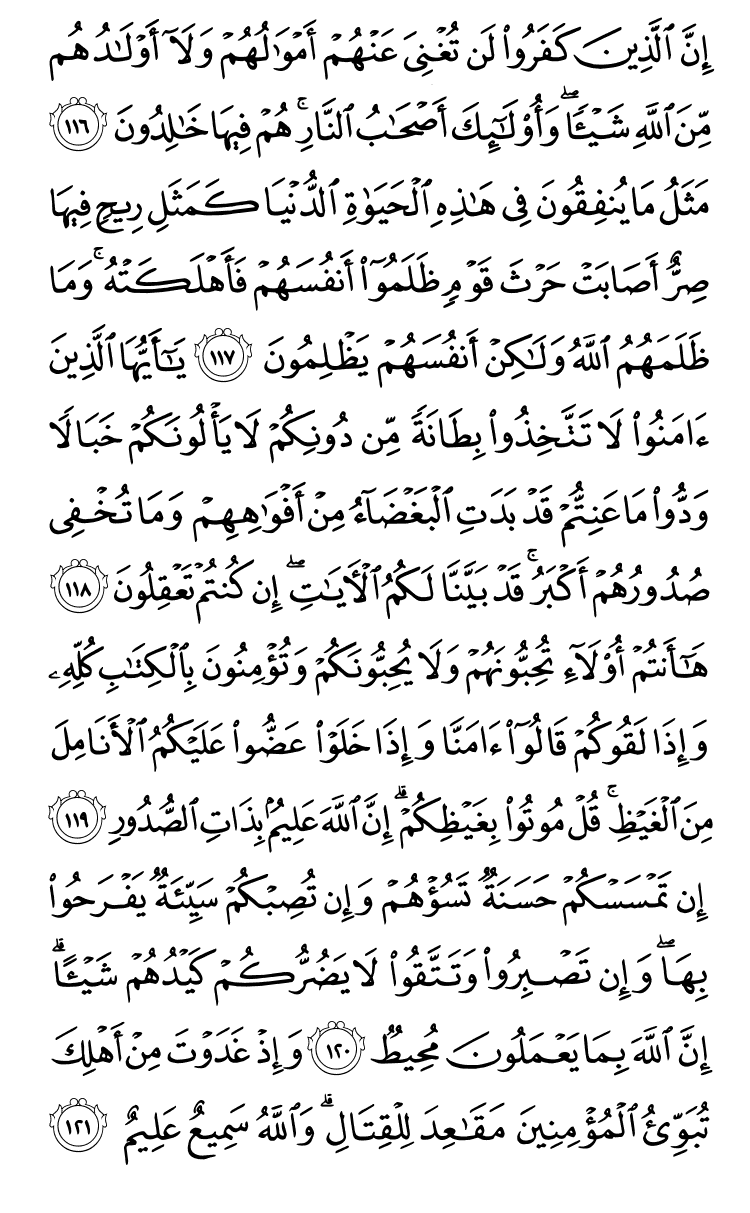 إِنَّ ٱلَّذِينَ كَفَرُوا۟ لَن تُغْنِىَ عَنْهُمْ أَمْوَٰلُهُمْ وَلَآ أَوْلَـٰدُهُم
مِّنَ ٱللَّهِ شَيْـًٔا ۖ وَأُو۟لَـٰٓئِكَ أَصْحَـٰبُ ٱلنَّارِ ۚ هُمْ فِيهَا خَـٰلِدُونَ ١١٦
مَثَلُ مَا يُنفِقُونَ فِى هَـٰذِهِ ٱلْحَيَوٰةِ ٱلدُّنْيَا كَمَثَلِ رِيحٍ فِيهَا
صِرٌّ أَصَابَتْ حَرْثَ قَوْمٍ ظَلَمُوٓا۟ أَنفُسَهُمْ فَأَهْلَكَتْهُ ۚ وَمَا
ظَلَمَهُمُ ٱللَّهُ وَلَـٰكِنْ أَنفُسَهُمْ يَظْلِمُونَ ١١٧ يَـٰٓأَيُّهَا ٱلَّذِينَ
ءَامَنُوا۟ لَا تَتَّخِذُوا۟ بِطَانَةً مِّن دُونِكُمْ لَا يَأْلُونَكُمْ خَبَالًا
وَدُّوا۟ مَا عَنِتُّمْ قَدْ بَدَتِ ٱلْبَغْضَآءُ مِنْ أَفْوَٰهِهِمْ وَمَا تُخْفِى
صُدُورُهُمْ أَكْبَرُ ۚ قَدْ بَيَّنَّا لَكُمُ ٱلْـَٔايَـٰتِ ۖ إِن كُنتُمْ تَعْقِلُونَ ١١٨
هَـٰٓأَنتُمْ أُو۟لَآءِ تُحِبُّونَهُمْ وَلَا يُحِبُّونَكُمْ وَتُؤْمِنُونَ بِٱلْكِتَـٰبِ كُلِّهِۦ
وَإِذَا لَقُوكُمْ قَالُوٓا۟ ءَامَنَّا وَإِذَا خَلَوْا۟ عَضُّوا۟ عَلَيْكُمُ ٱلْأَنَامِلَ
مِنَ ٱلْغَيْظِ ۚ قُلْ مُوتُوا۟ بِغَيْظِكُمْ ۗ إِنَّ ٱللَّهَ عَلِيمٌۢ بِذَاتِ ٱلصُّدُورِ ١١٩
إِن تَمْسَسْكُمْ حَسَنَةٌ تَسُؤْهُمْ وَإِن تُصِبْكُمْ سَيِّئَةٌ يَفْرَحُوا۟
بِهَا ۖ وَإِن تَصْبِرُوا۟ وَتَتَّقُوا۟ لَا يَضُرُّكُمْ كَيْدُهُمْ شَيْـًٔا ۗ
إِنَّ ٱللَّهَ بِمَا يَعْمَلُونَ مُحِيطٌ ١٢٠ وَإِذْ غَدَوْتَ مِنْ أَهْلِكَ
تُبَوِّئُ ٱلْمُؤْمِنِينَ مَقَـٰعِدَ لِلْقِتَالِ ۗ وَٱللَّهُ سَمِيعٌ عَلِيمٌ ١٢١